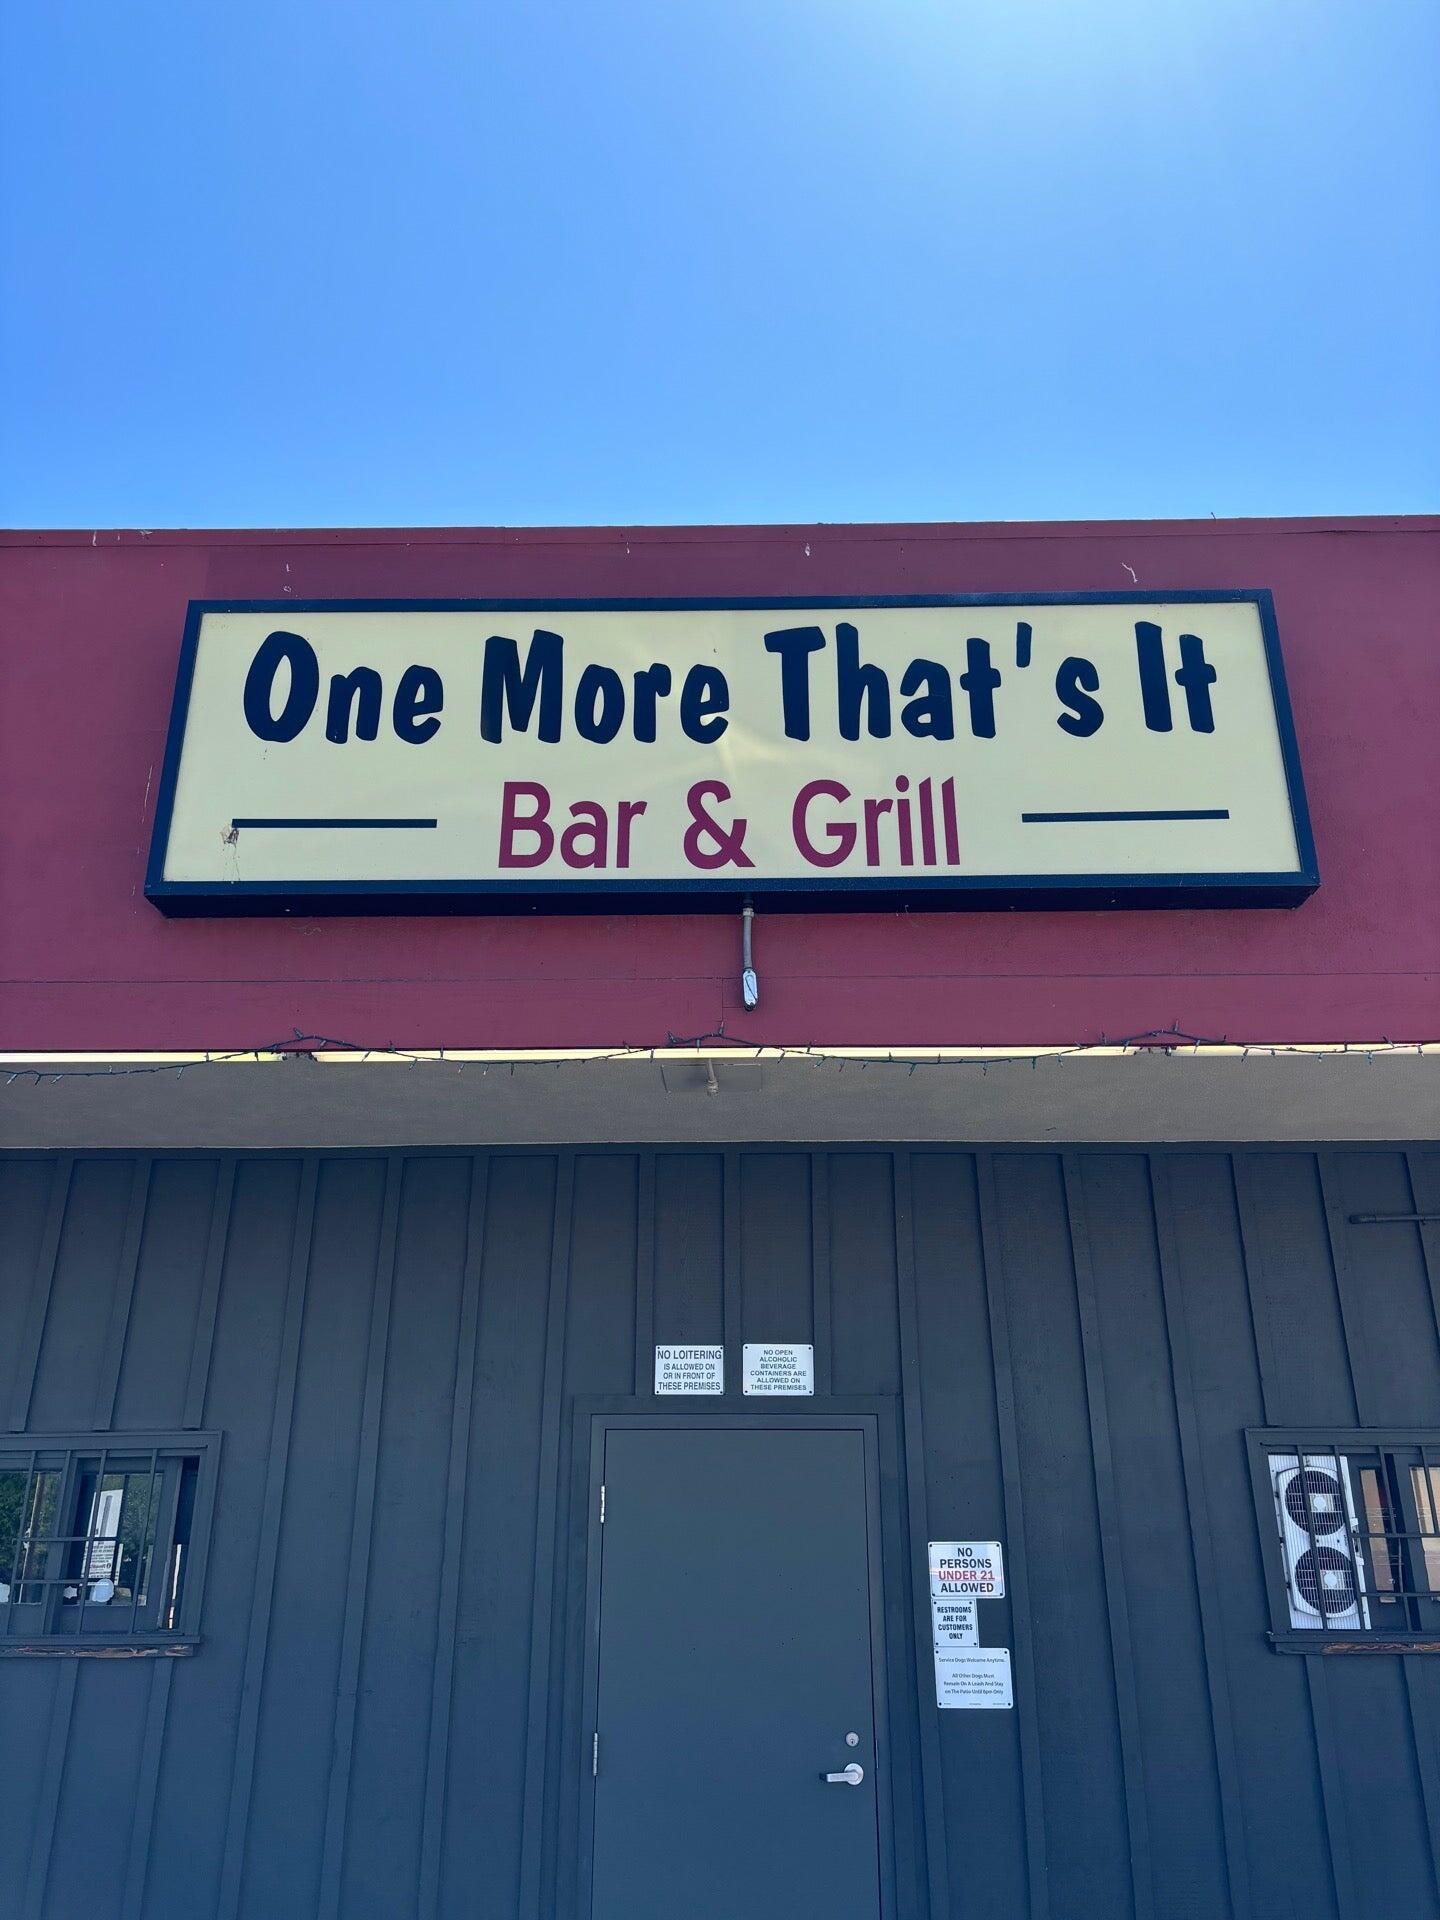 One More That's It
Bar & Grill
NO LOITERING
IS ALLOWED ON
OR IN FRONT OF
THESE PREMISES
NO OPEN
ALCOHOLIC
BEVERAGE
CONTAINERS ARE
ALLOWED ON
THESE PREMISES
NO
PERSONS
UNDER 21
ALLOWED
RESTROOMS
ARE FOR
CUSTOMERS
ONLY
Service Dogs Welcome Anytime.
All Other Dogs Must
Remain On A Leash And Stay
on The Patio Until 6pm Only